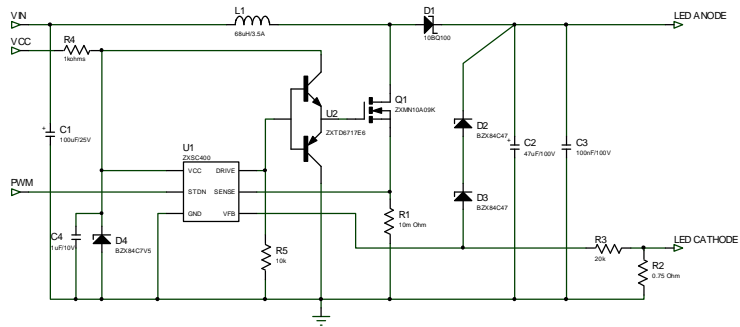 VIN
L1
68uH/3.5A
D1
10BQ100
LED ANODE
VCC
R4
1kohms
Q1
ZXMN10A09K
U2
ZXTD6717E6
C1
100uF/25V
+
D2
BZX84C47
C2
47uF/100V
+
C3
100nF/100V
U1
ZXSC400
VCC DRIVE
PWM
STDN SENSE
GND VFB
D3
BZX84C47
R1
10m Ohm
C4
1uF/10V
D4
BZX84C7V5
R5
10k
R3
20k
LED CATHODE
R2
0.75 Ohm